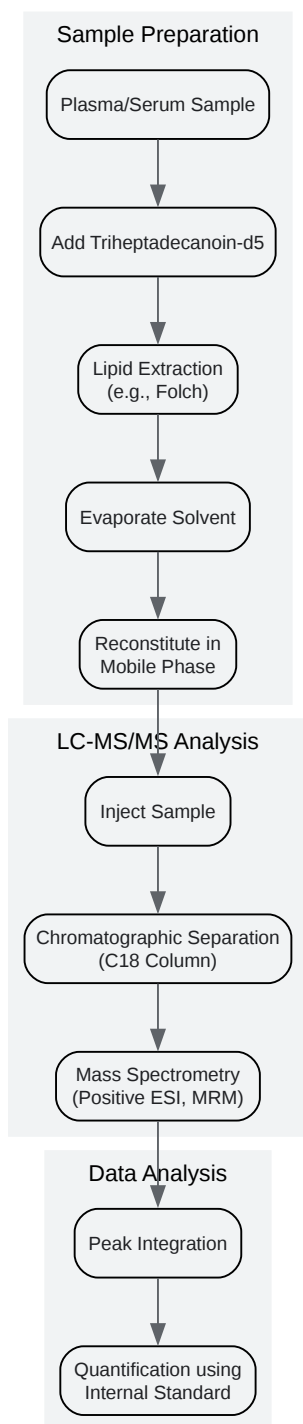 Sample Preparation
Plasma/Serum Sample
Add Triheptadecanoin-d5
Lipid Extraction
(e.g., Folch)
Evaporate Solvent
Reconstitute in
Mobile Phase
LC-MS/MS Analysis
Inject Sample
Chromatographic Separation
(C18 Column)
Mass Spectrometry
(Positive ESI, MRM)
Data Analysis
Peak Integration
Quantification using
Internal Standard